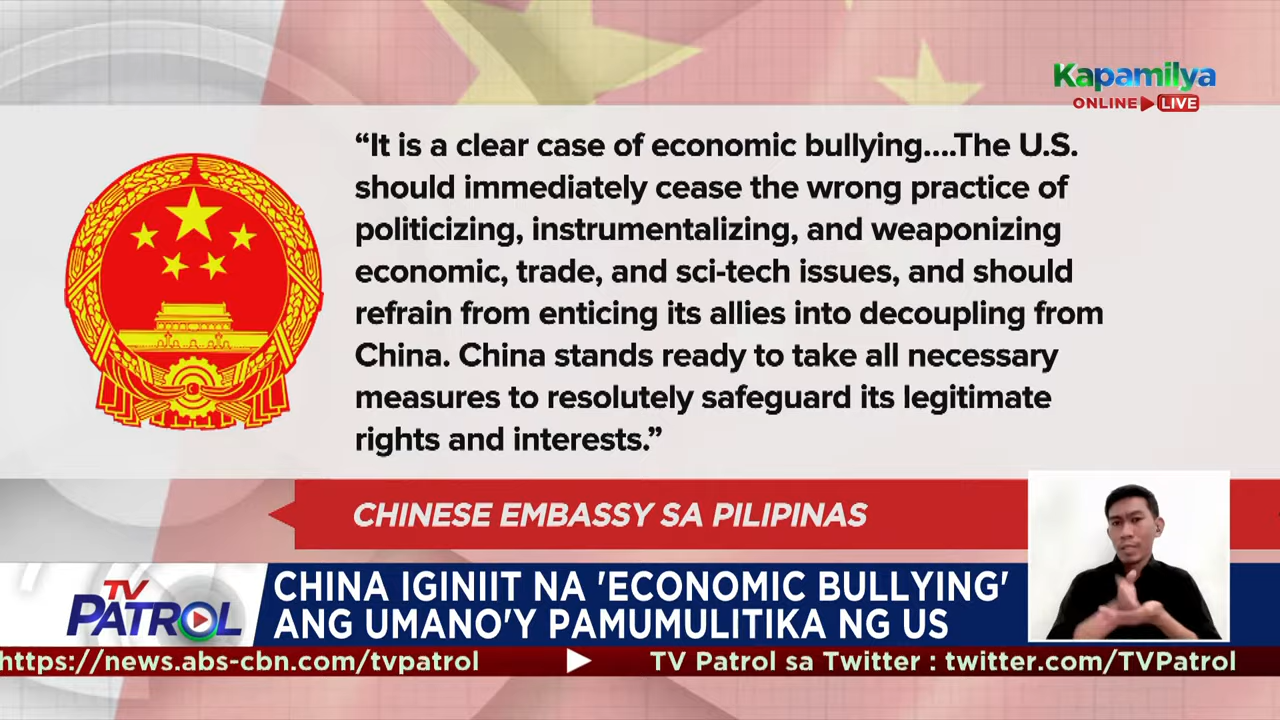 Kapamilya
ONLINE LIVE
“It is a clear case of economic bullying....The U.S.
should immediately cease the wrong practice of
politicizing, instrumentalizing, and weaponizing
economic, trade, and sci-tech issues, and should
refrain from enticing its allies into decoupling from
China. China stands ready to take all necessary
measures to resolutely safeguard its legitimate
rights and interests.”
CHINESE EMBASSY SA PILIPINAS
TV
PATROL
CHINA IGINIIT NA 'ECONOMIC BULLYING'
ANG UMANO'Y PAMUMULITIKA NG US
https://news.abs-cbn.com/tvpatrol
TV Patrol sa Twitter : twitter.com/TVPatrol